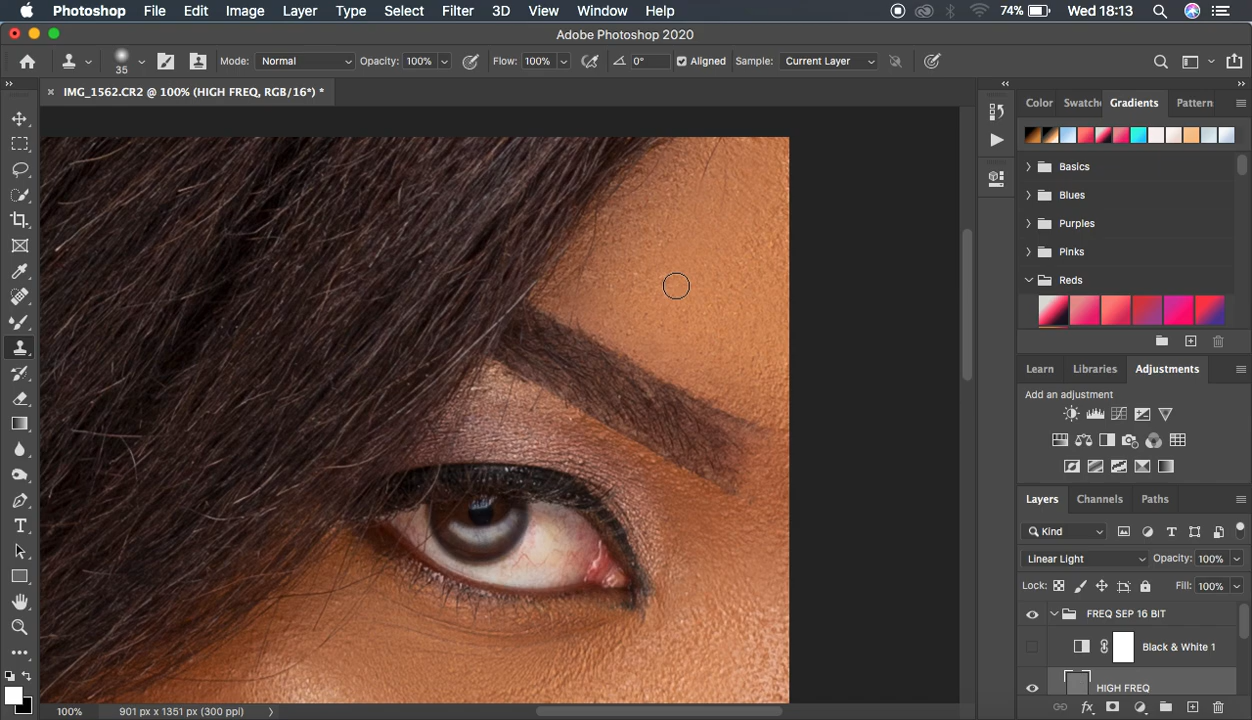 Photoshop File Edit Image Layer Type Select Filter 3D View Window Help 74% Wed 18:13
Adobe Photoshop 2020
35 Mode: Normal Opacity: 100% Flow: 100% 0° Aligned Sample: Current Layer
IMG_1562.CR2 @ 100% (HIGH FREQ, RGB/16*) *
Color Swatche Gradients Pattern
Basics
Blues
Purples
Pinks
Reds
Learn Libraries Adjustments
Add an adjustment
Layers Channels Paths
Kind
Linear Light Opacity: 100%
Lock: Fill: 100%
FREQ SEP 16 BIT
Black & White 1
HIGH FREQ
fx
100% 901 px x 1351 px (300 ppi)